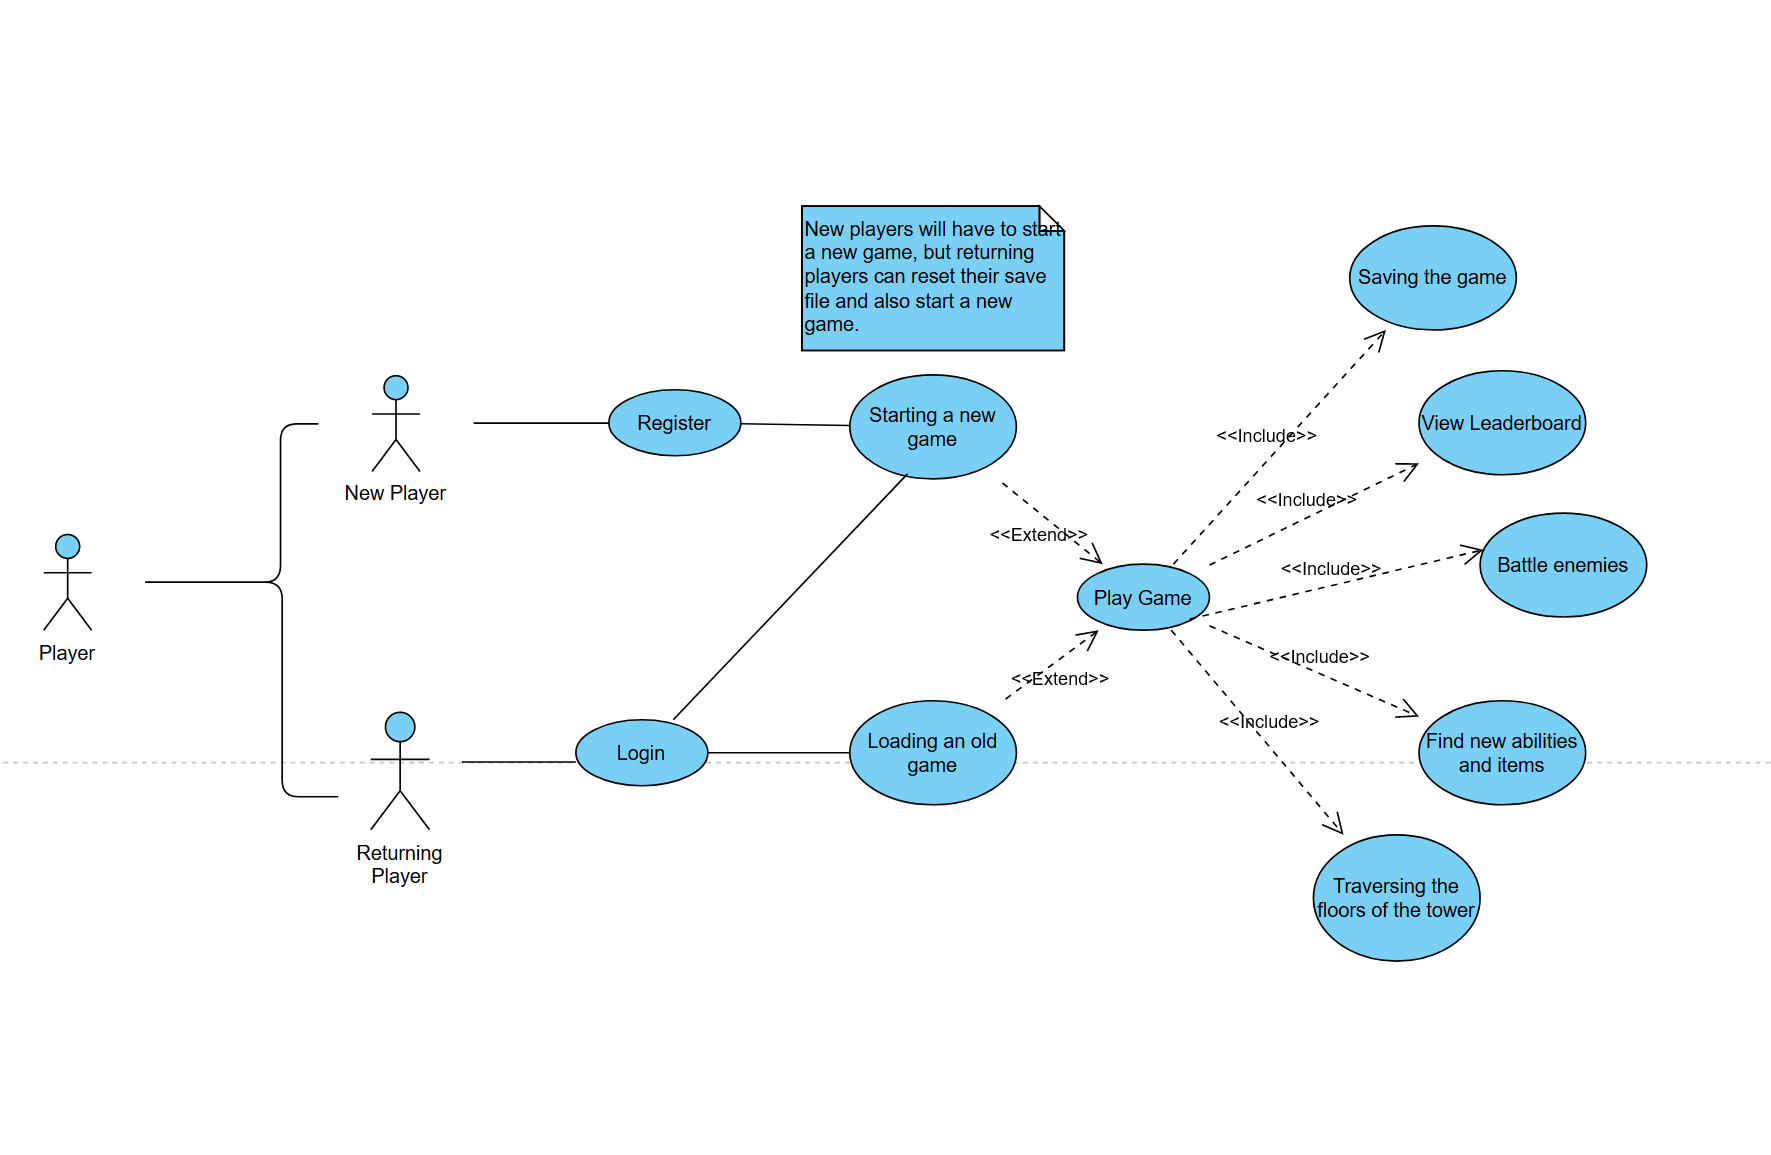 New players will have to start
a new game, but returning
players can reset their save
file and also start a new
game.
Saving the game
View Leaderboard
Register
Starting a new
game
<<Include>>
New Player
<<Include>>
<<Extend>>
<<Include>>
Battle enemies
Play Game
Player
<<Include>>
<<Extend>>
<<Include>>
Login
Loading an old
game
Find new abilities
and items
Returning
Player
Traversing the
floors of the tower